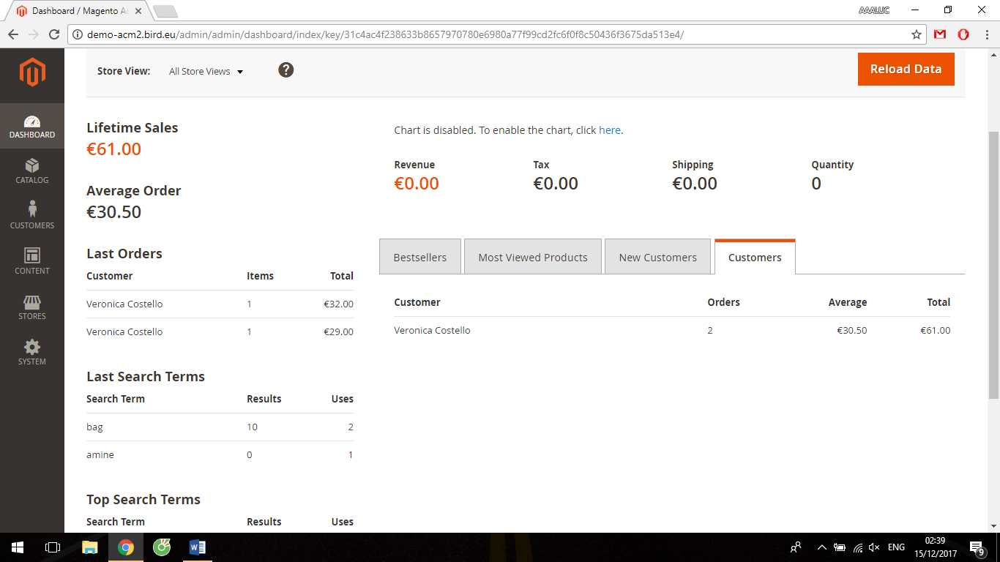 Dashboard / Magento Ad
AAALUC
demo-acm2.bird.eu/admin/admin/dashboard/index/key/31c4ac4f238633b8657970780e6980a77f99cd2fc6f0f8c50436f3675da513e4/
Store View: All Store Views ?
Reload Data
DASHBOARD
CATALOG
CUSTOMERS
CONTENT
STORES
SYSTEM
Lifetime Sales
€61.00
Average Order
€30.50
Last Orders
Customer Items Total
Veronica Costello 1 €32.00
Veronica Costello 1 €29.00
Last Search Terms
Search Term Results Uses
bag 10 2
amine 0 1
Top Search Terms
Search Term Results Uses
Chart is disabled. To enable the chart, click here.
Revenue Tax Shipping Quantity
€0.00 €0.00 €0.00 0
Bestsellers Most Viewed Products New Customers Customers
Customer Orders Average Total
Veronica Costello 2 €30.50 €61.00
ENG
02:39
15/12/2017
9